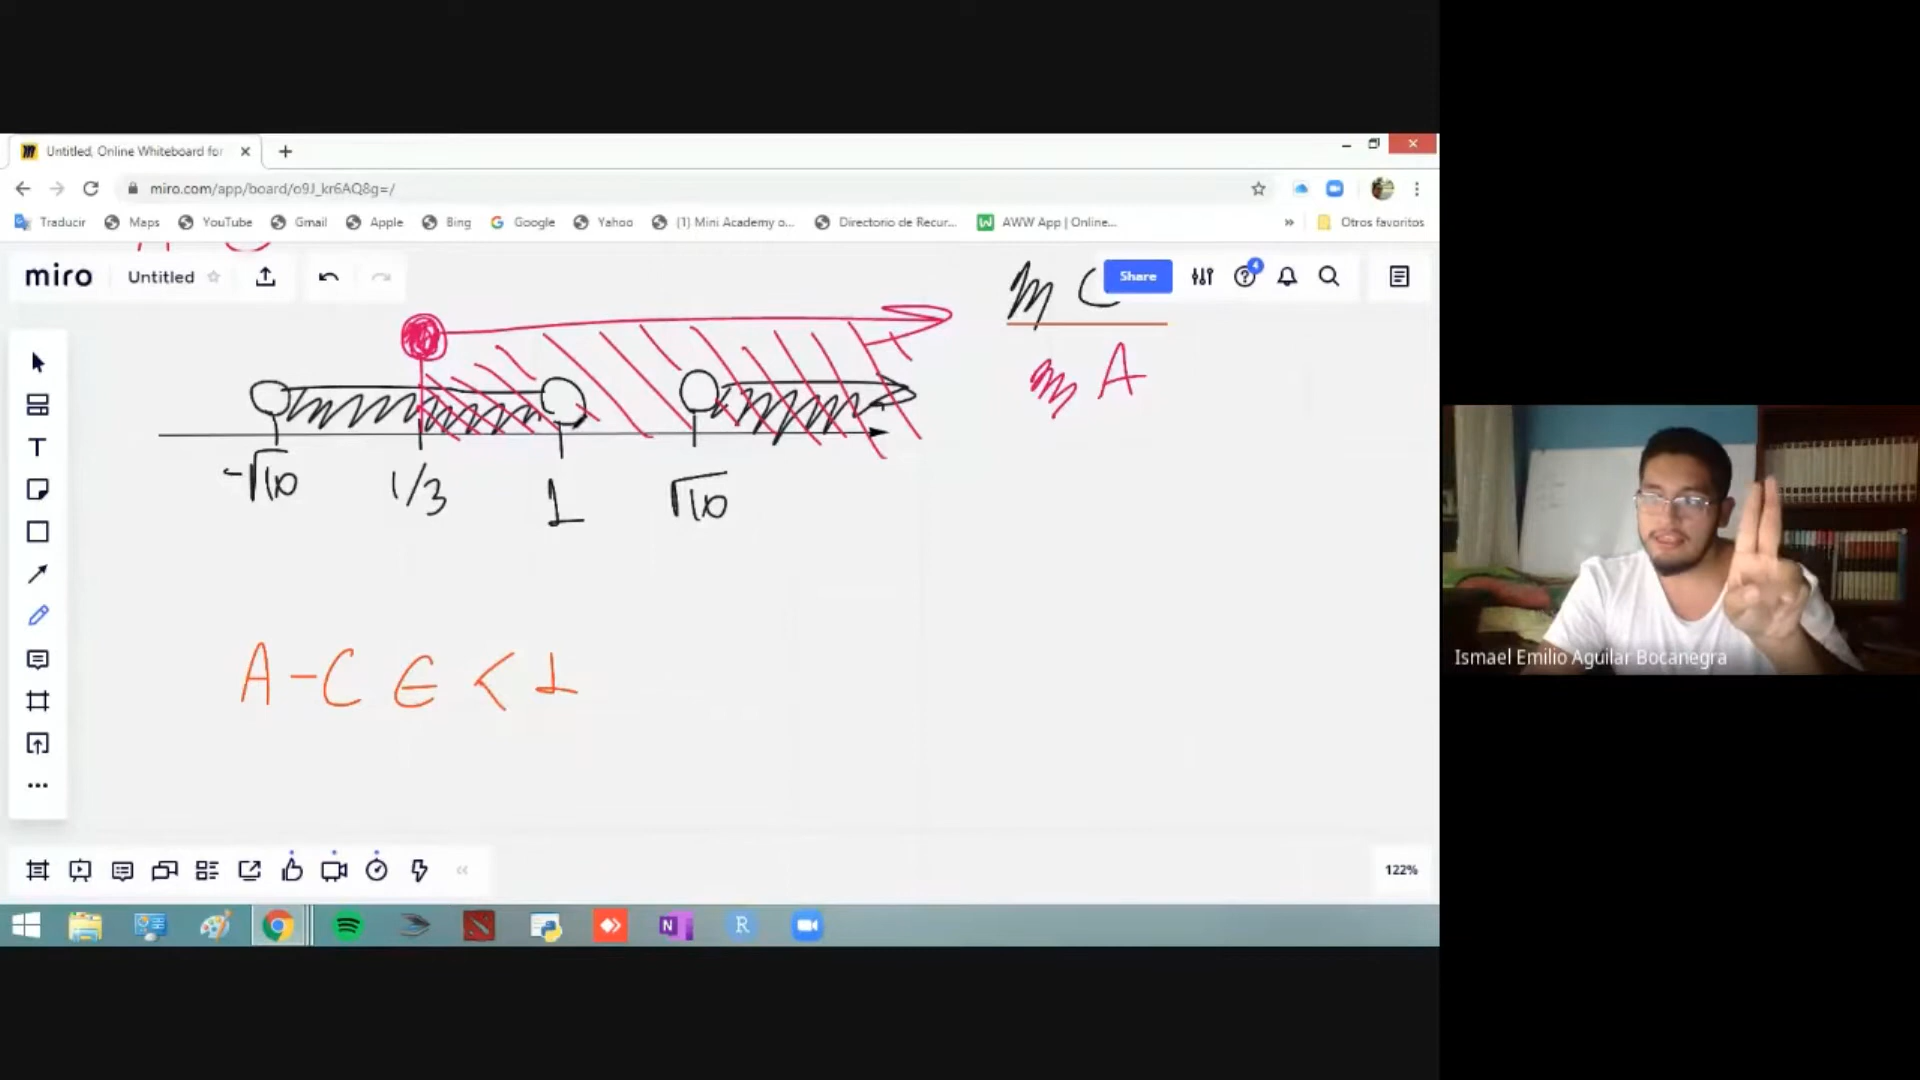 Untitled, Online Whiteboard for
miro.com/app/board/o9J_kr6AQ8g=/
Traducir Maps YouTube Gmail Apple Bing Google Yahoo (1) Mini Academy o... Directorio de Recur... AWW App | Online... » Otros favoritos
miro Untitled Share 4
C
A
-√10 1/3 1 √10
A-C ∈ < 1
Ismael Emilio Aguilar Bocanegra
122%